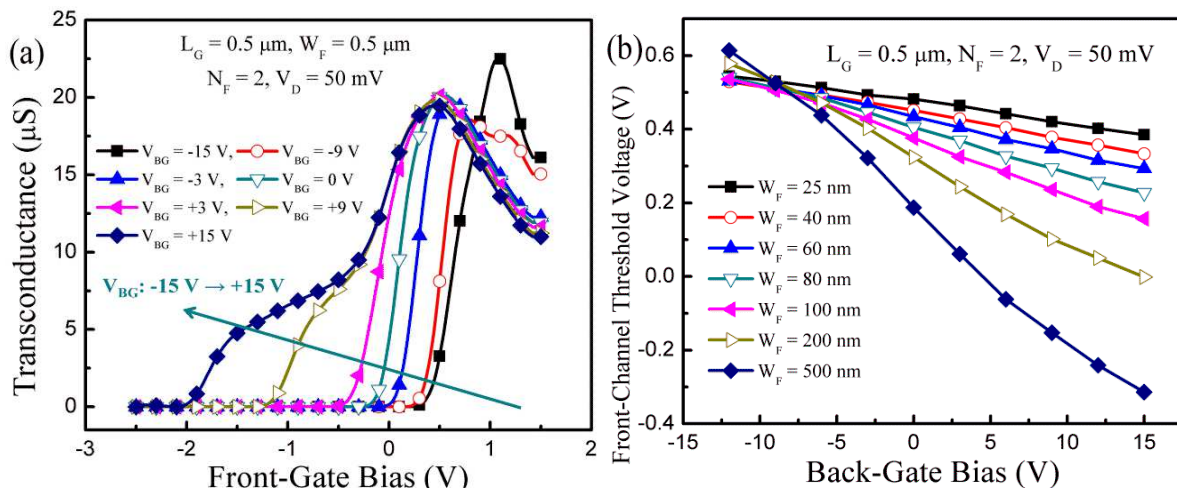 (a)
L_G = 0.5 μm, W_F = 0.5 μm
N_F = 2, V_D = 50 mV
V_BG = -15 V, V_BG = -9 V
V_BG = -3 V, V_BG = 0 V
V_BG = +3 V, V_BG = +9 V
V_BG = +15 V
V_BG: -15 V → +15 V
Transconductance (μS)
25
20
15
10
5
0
-3 -2 -1 0 1 2
Front-Gate Bias (V)
(b)
L_G = 0.5 μm, N_F = 2, V_D = 50 mV
W_F = 25 nm
W_F = 40 nm
W_F = 60 nm
W_F = 80 nm
W_F = 100 nm
W_F = 200 nm
W_F = 500 nm
Front-Channel Threshold Voltage (V)
0.6
0.4
0.2
0.0
-0.2
-0.4
-15 -10 -5 0 5 10 15
Back-Gate Bias (V)